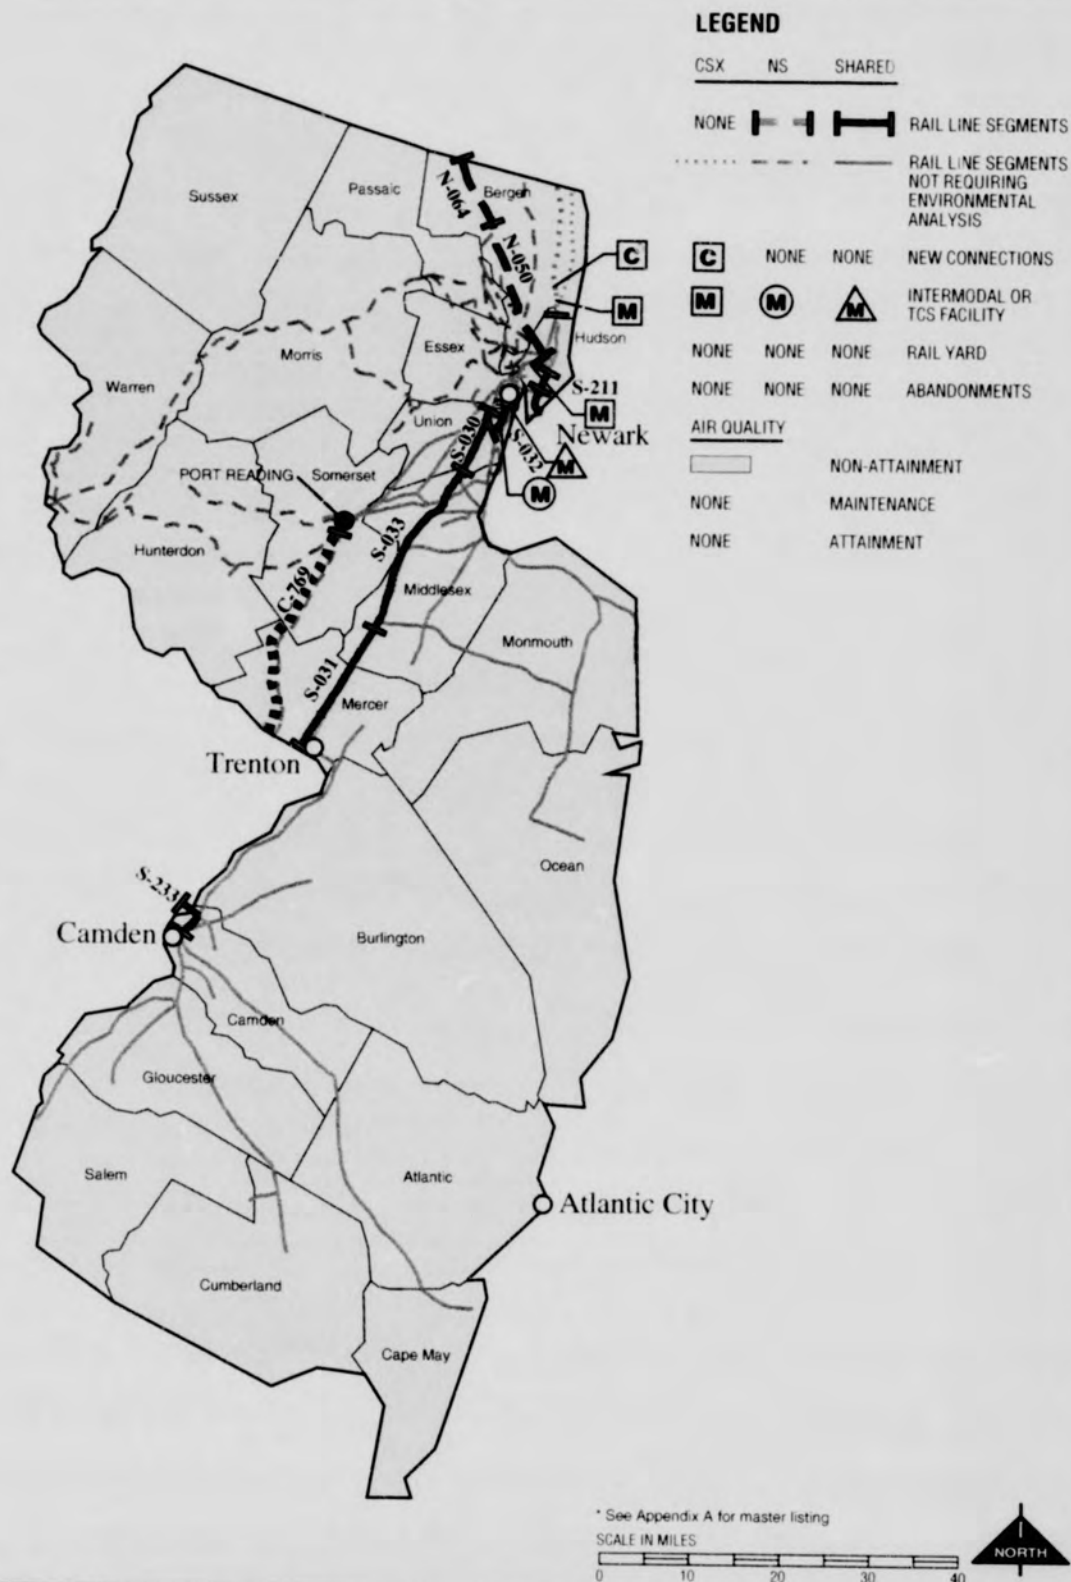 LEGEND
CSX NS SHARED
NONE RAIL LINE SEGMENTS
RAIL LINE SEGMENTS
NOT REQUIRING
ENVIRONMENTAL
ANALYSIS
C NONE NONE NEW CONNECTIONS
M M M INTERMODAL OR
TCS FACILITY
NONE NONE NONE RAIL YARD
NONE NONE NONE ABANDONMENTS
AIR QUALITY
NON-ATTAINMENT
NONE MAINTENANCE
NONE ATTAINMENT
Sussex
Passaic
Bergen
N-064
N-050
C
M
Hudson
Essex
Morris
Warren
S-211
M
Newark
Union
S-030
S-032
M
M
PORT READING
Somerset
S-033
Hunterdon
C-769
Middlesex
Monmouth
S-031
Mercer
Trenton
Ocean
S-233
Camden
Burlington
Camden
Gloucester
Salem
Atlantic
Atlantic City
Cumberland
Cape May
* See Appendix A for master listing
SCALE IN MILES
0 10 20 30 40
NORTH